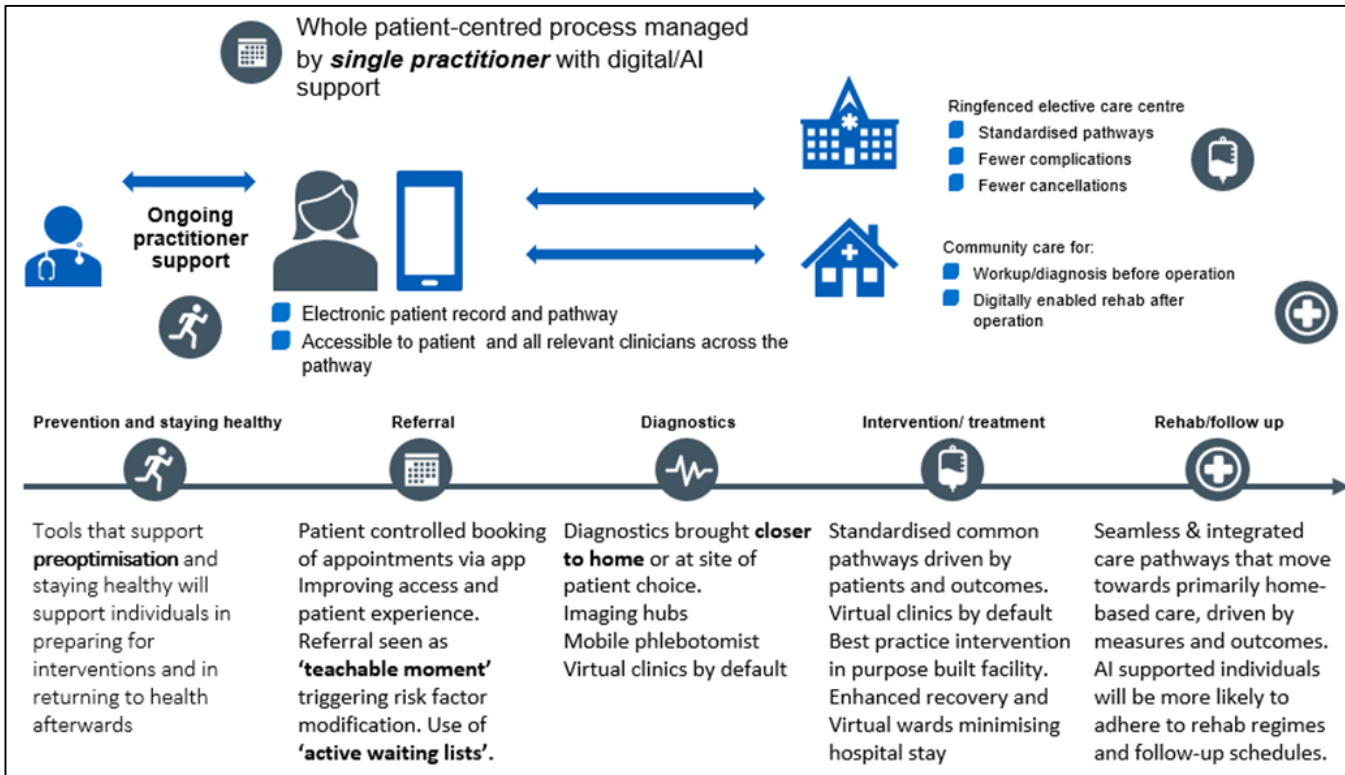 Whole patient-centred process managed
by single practitioner with digital/AI
support
Ongoing
practitioner
support
Electronic patient record and pathway
Accessible to patient and all relevant clinicians across the
pathway
Ringfenced elective care centre
Standardised pathways
Fewer complications
Fewer cancellations
Community care for:
Workup/diagnosis before operation
Digitally enabled rehab after
operation
Prevention and staying healthy
Tools that support
preoptimisation and
staying healthy will
support individuals in
preparing for
interventions and in
returning to health
afterwards
Referral
Patient controlled booking
of appointments via app
Improving access and
patient experience.
Referral seen as
‘teachable moment’
triggering risk factor
modification. Use of
‘active waiting lists’.
Diagnostics
Diagnostics brought closer
to home or at site of
patient choice.
Imaging hubs
Mobile phlebotomist
Virtual clinics by default
Intervention/ treatment
Standardised common
pathways driven by
patients and outcomes.
Virtual clinics by default
Best practice intervention
in purpose built facility.
Enhanced recovery and
Virtual wards minimising
hospital stay
Rehab/follow up
Seamless & integrated
care pathways that move
towards primarily home-
based care, driven by
measures and outcomes.
AI supported individuals
will be more likely to
adhere to rehab regimes
and follow-up schedules.